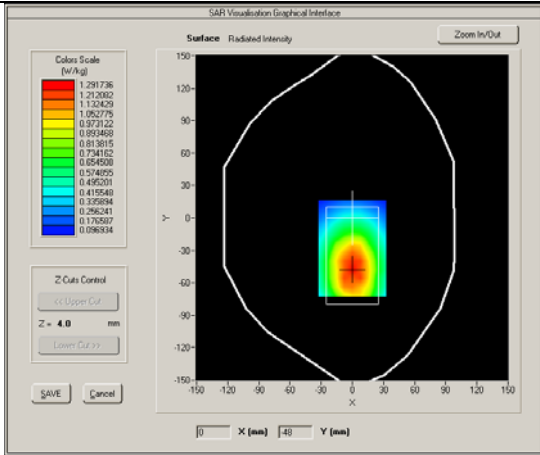 SAR Visualisation Graphical Interface
Surface Radiated Intensity
Zoom In/Out
Colors Scale
(W/kg)
1.291736
1.212082
1.132429
1.052775
0.973122
0.893468
0.813815
0.734162
0.654508
0.574855
0.495201
0.415548
0.335894
0.256241
0.176587
0.096934
Z-Cuts Control
<< Upper Cut
Z = 4.0 mm
Lower Cut >>
SAVE Cancel
150
120
90
60
30
0
-30
-60
-90
-120
-150
Y
-150 -120 -90 -60 -30 0 30 60 90 120 150
X
0 X (mm) -48 Y (mm)